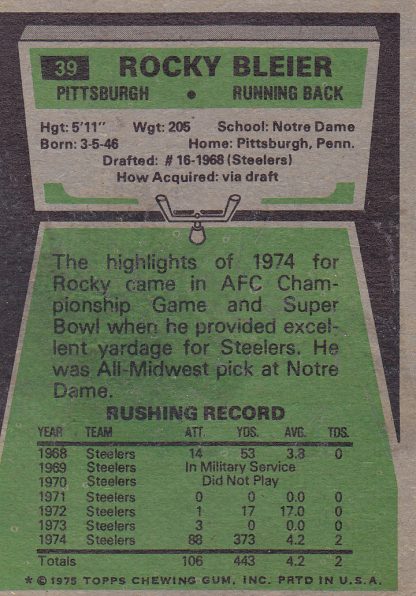 39 ROCKY BLEIER
PITTSBURGH • RUNNING BACK
Hgt: 5'11" Wgt: 205 School: Notre Dame
Born: 3-5-46 Home: Pittsburgh, Penn.
Drafted: # 16-1968 (Steelers)
How Acquired: via draft
The highlights of 1974 for
Rocky came in AFC Cham-
pionship Game and Super
Bowl when he provided excel-
lent yardage for Steelers. He
was All-Midwest pick at Notre
Dame.
RUSHING RECORD
YEAR TEAM ATT. YDS. AVG. TDS.
1968 Steelers 14 53 3.8 0
1969 Steelers In Military Service
1970 Steelers Did Not Play
1971 Steelers 0 0 0.0 0
1972 Steelers 1 17 17.0 0
1973 Steelers 3 0 0.0 0
1974 Steelers 88 373 4.2 2
Totals 106 443 4.2 2
* © 1975 TOPPS CHEWING GUM, INC. PRTD IN U.S.A.